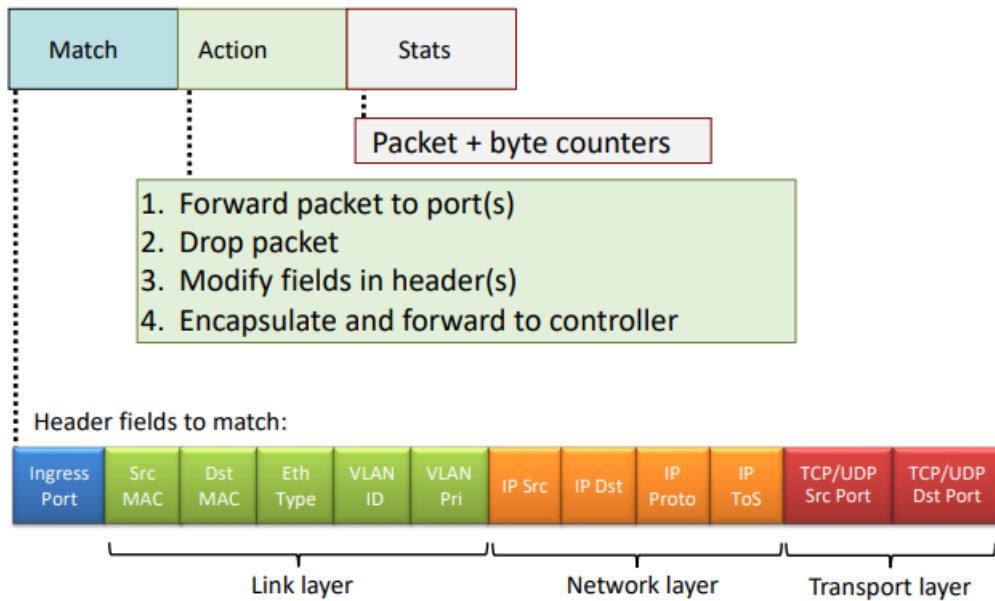 Match Action Stats
Packet + byte counters
1. Forward packet to port(s)
2. Drop packet
3. Modify fields in header(s)
4. Encapsulate and forward to controller
Header fields to match:
Ingress Src Dst Eth VLAN VLAN IP Src IP Dst IP IP TCP/UDP TCP/UDP
Port MAC MAC Type ID Pri Proto ToS Src Port Dst Port
Link layer Network layer Transport layer